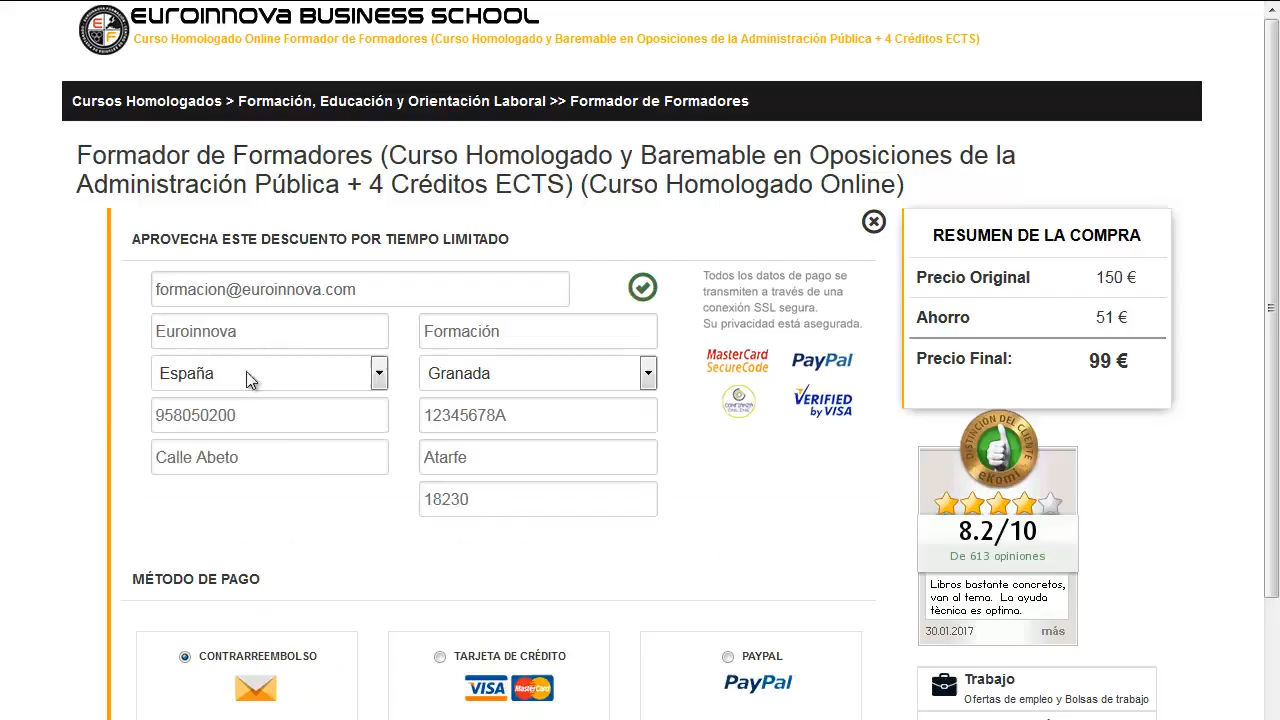 EUROINNOVA BUSINESS SCHOOL
Curso Homologado Online Formador de Formadores (Curso Homologado y Baremable en Oposiciones de la Administración Pública + 4 Créditos ECTS)
Cursos Homologados > Formación, Educación y Orientación Laboral >> Formador de Formadores
Formador de Formadores (Curso Homologado y Baremable en Oposiciones de la
Administración Pública + 4 Créditos ECTS) (Curso Homologado Online)
APROVECHA ESTE DESCUENTO POR TIEMPO LIMITADO
formacion@euroinnova.com
Euroinnova
Formación
España
Granada
958050200
12345678A
Calle Abeto
Atarfe
18230
Todos los datos de pago se
transmiten a través de una
conexión SSL segura.
Su privacidad está asegurada.
MasterCard
SecureCode
PayPal
CONFIANZA
ONLINE
VERIFIED
by VISA
MÉTODO DE PAGO
CONTRARREEMBOLSO
TARJETA DE CRÉDITO
VISA
MasterCard
PAYPAL
PayPal
RESUMEN DE LA COMPRA
Precio Original 150 €
Ahorro 51 €
Precio Final: 99 €
DISTINCIÓN DEL CLIENTE
eKomi
8.2/10
De 613 opiniones
Libros bastante concretos,
van al tema. La ayuda
tècnica es optima.
30.01.2017 más
Trabajo
Ofertas de empleo y Bolsas de trabajo